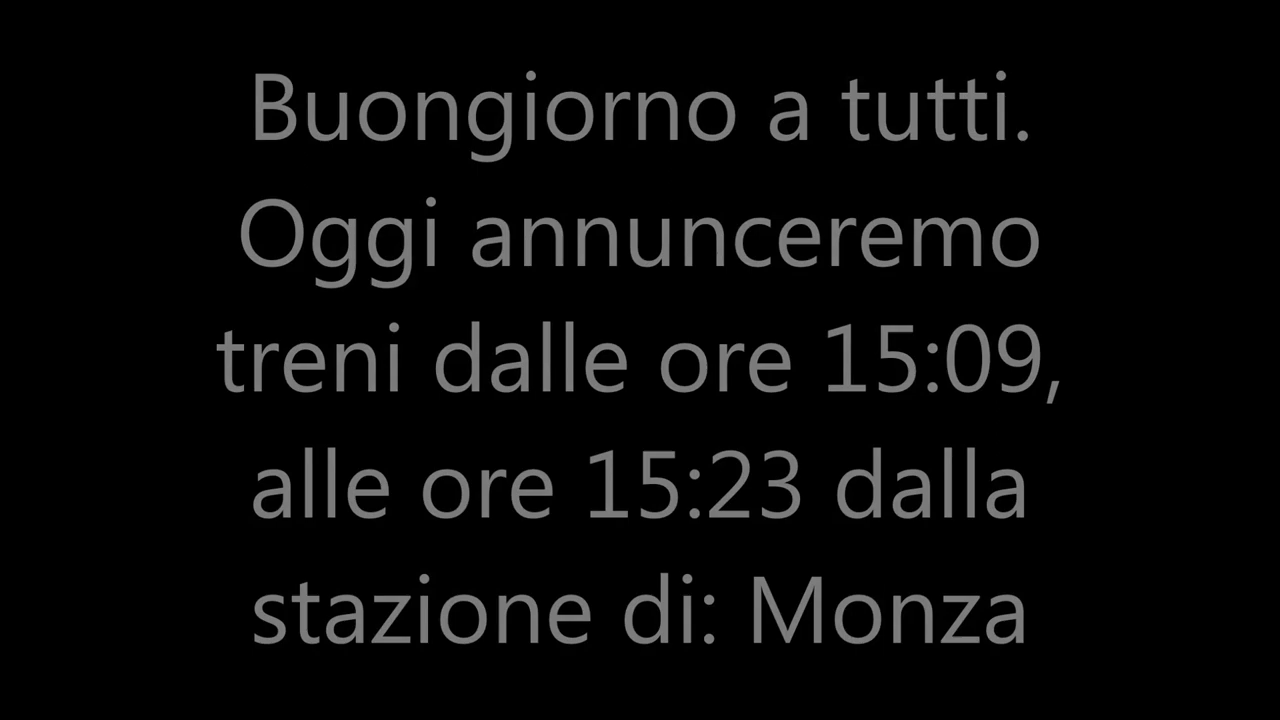 Buongiorno a tutti.
Oggi annunceremo
treni dalle ore 15:09,
alle ore 15:23 dalla
stazione di: Monza